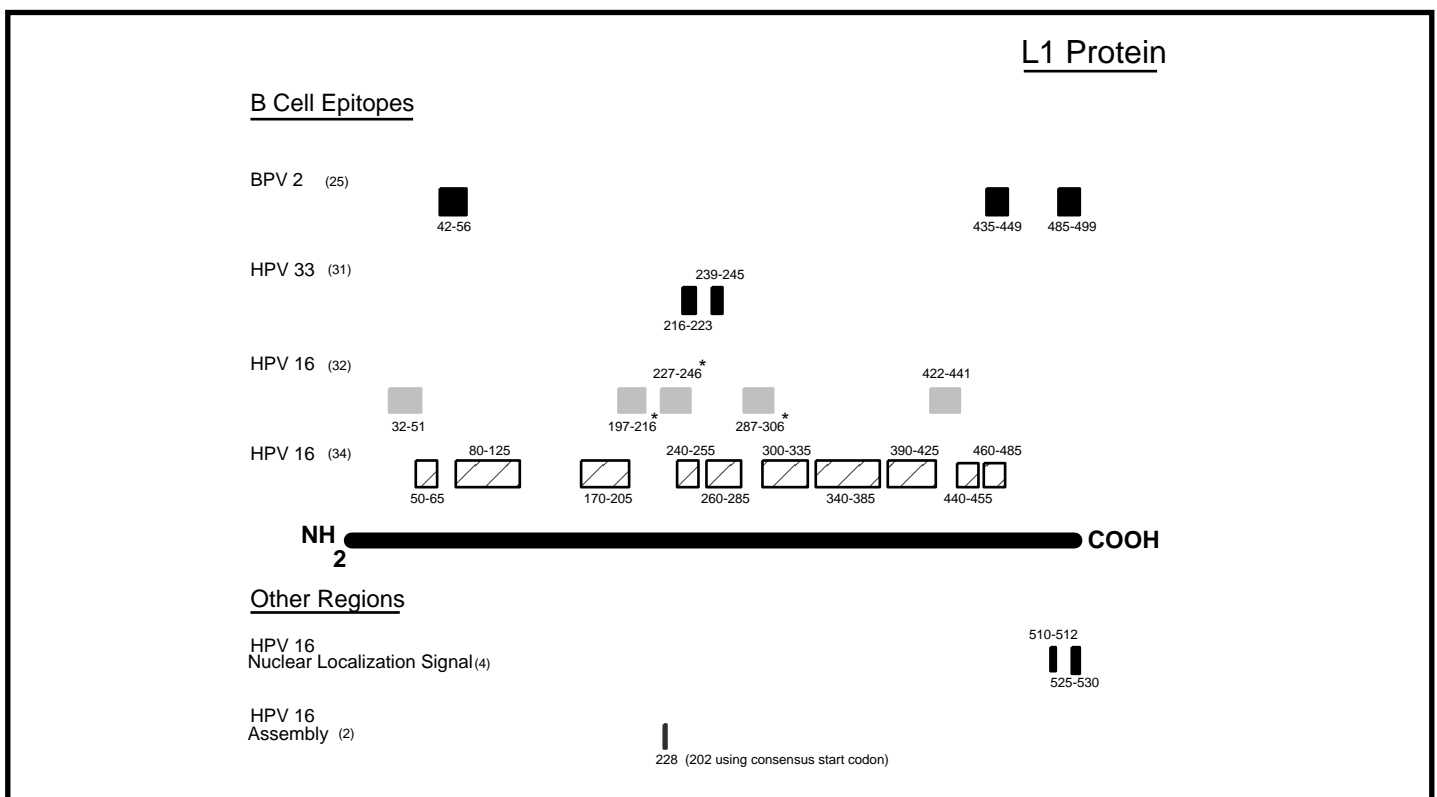 L1 Protein
B Cell Epitopes
BPV 2 (25)
42-56 435-449 485-499
HPV 33 (31)
239-245
216-223
HPV 16 (32)
227-246* 422-441
32-51 197-216* 287-306*
HPV 16 (34)
80-125 240-255 300-335 390-425 460-485
50-65 170-205 260-285 340-385 440-455
NH2 COOH
Other Regions
HPV 16
Nuclear Localization Signal(4)
510-512
525-530
HPV 16
Assembly (2)
228 (202 using consensus start codon)